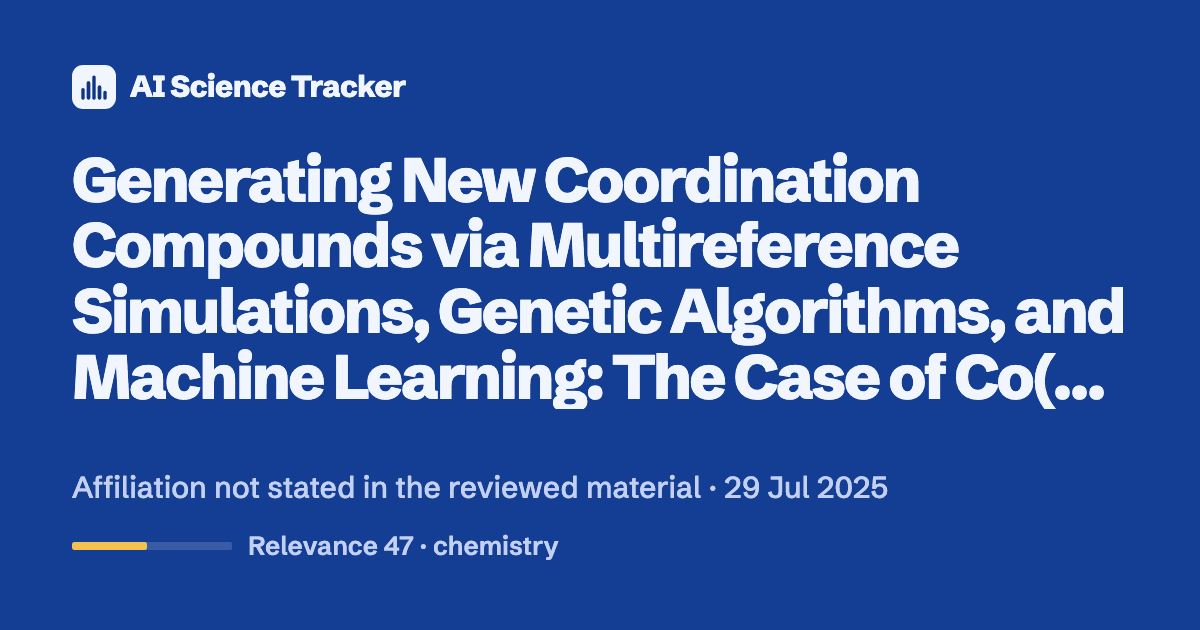 AI Science Tracker
Generating New Coordination
Compounds via Multireference
Simulations, Genetic Algorithms, and
Machine Learning: The Case of Co(...
Affiliation not stated in the reviewed material · 29 Jul 2025
Relevance 47 · chemistry